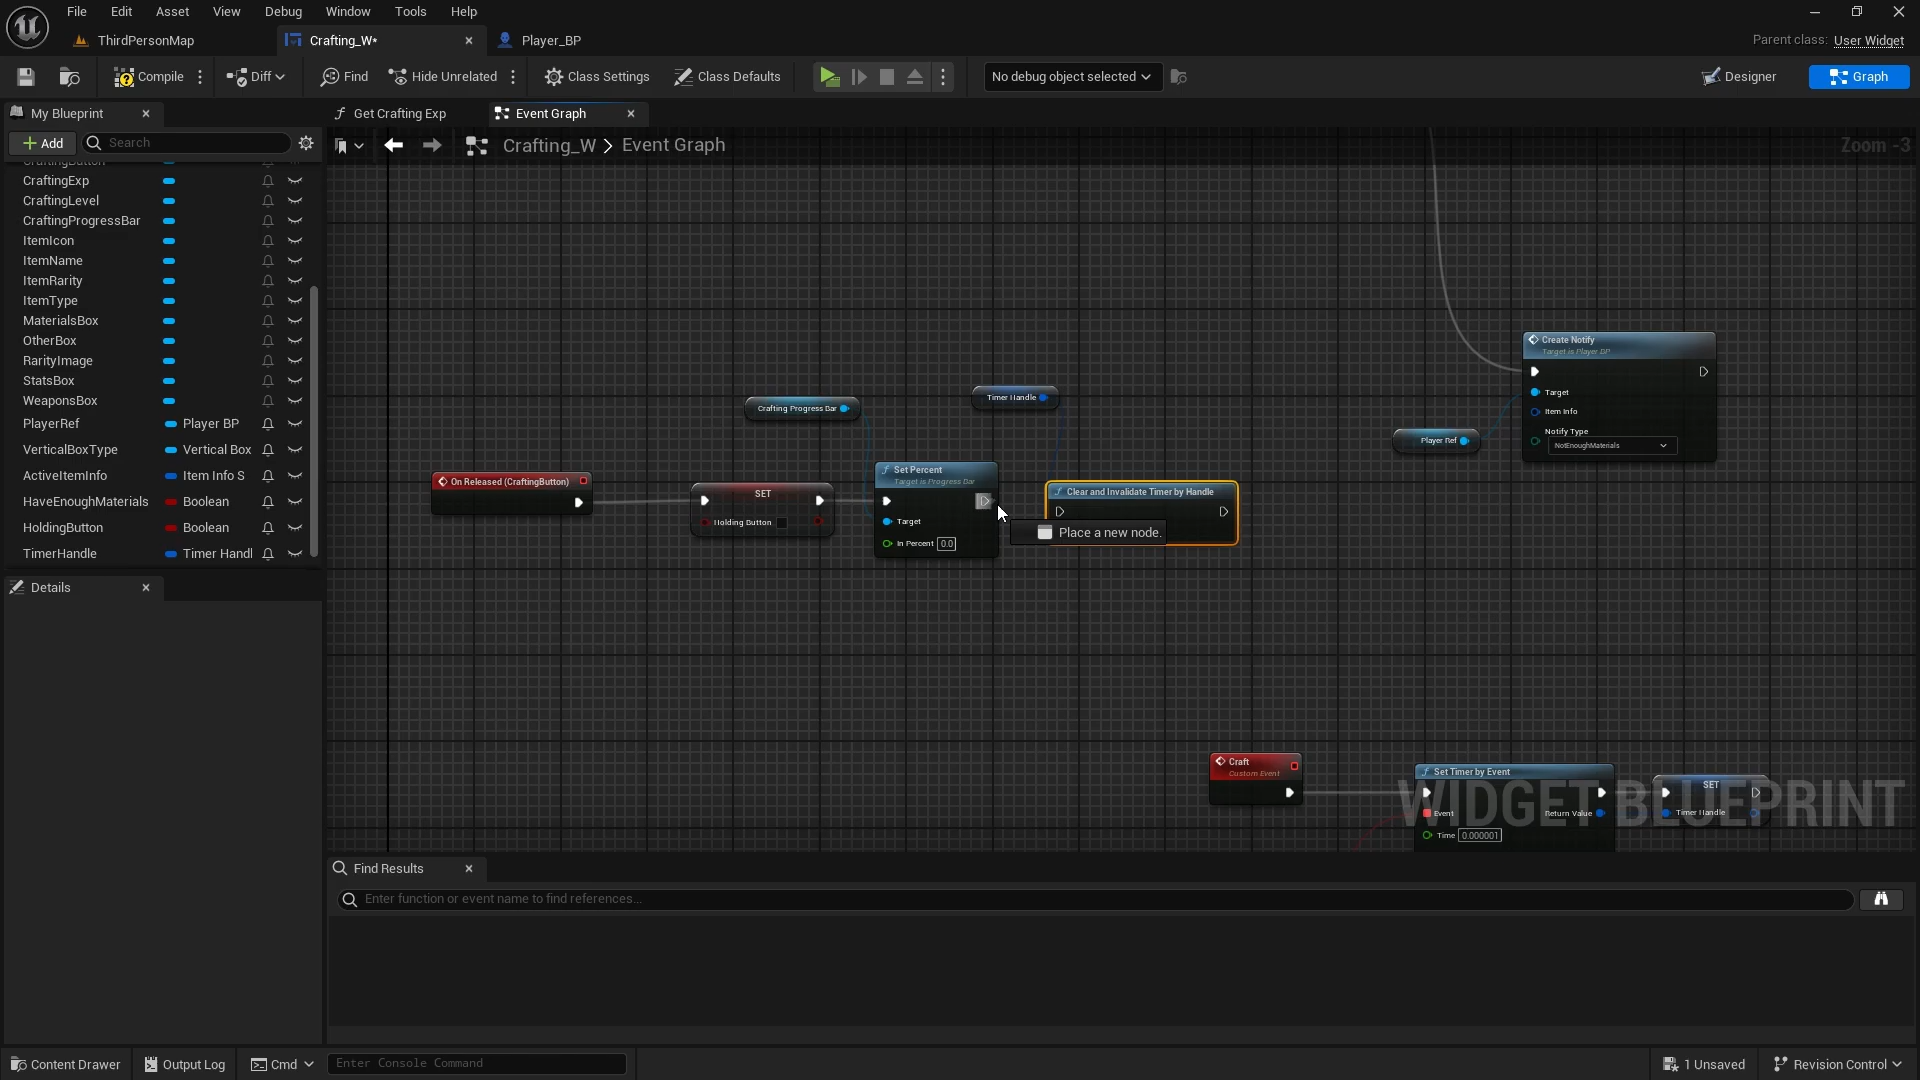 File Edit Asset View Debug Window Tools Help
ThirdPersonMap
Crafting_W*
Player_BP
Parent class: User Widget
Compile
Diff
Find
Hide Unrelated
Class Settings
Class Defaults
No debug object selected
Designer
Graph
My Blueprint
Get Crafting Exp
Event Graph
Add
Search
Crafting_W > Event Graph
Zoom -3
CraftingButton
CraftingExp
CraftingLevel
CraftingProgressBar
ItemIcon
ItemName
ItemRarity
ItemType
MaterialsBox
OtherBox
RarityImage
StatsBox
WeaponsBox
PlayerRef Player BP
VerticalBoxType Vertical Box
ActiveItemInfo Item Info S
HaveEnoughMaterials Boolean
HoldingButton Boolean
TimerHandle Timer Handl
Details
Create Notify
Target is Player BP
Target
Item Info
Notify Type
NotEnoughMaterials
Player Ref
Crafting Progress Bar
Timer Handle
On Released (CraftingButton)
SET
Holding Button
Set Percent
Target is Progress Bar
Target
In Percent 0.0
Clear and Invalidate Timer by Handle
Place a new node.
Craft
Custom Event
Set Timer by Event
Event
Return Value
Time 0.000001
SET
Timer Handle
WIDGET BLUEPRINT
Find Results
Enter function or event name to find references...
Content Drawer
Output Log
Cmd
Enter Console Command
1 Unsaved
Revision Control